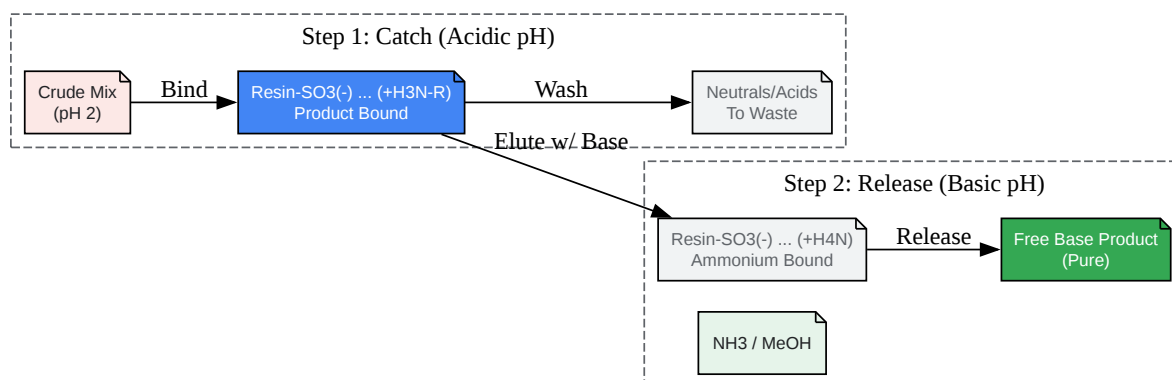 Step 1: Catch (Acidic pH)
Crude Mix
(pH 2)
Bind
Resin-SO3(-) ... (+H3N-R)
Product Bound
Wash
Neutrals/Acids
To Waste
Elute w/ Base
Step 2: Release (Basic pH)
Resin-SO3(-) ... (+H4N)
Ammonium Bound
Release
Free Base Product
(Pure)
NH3 / MeOH